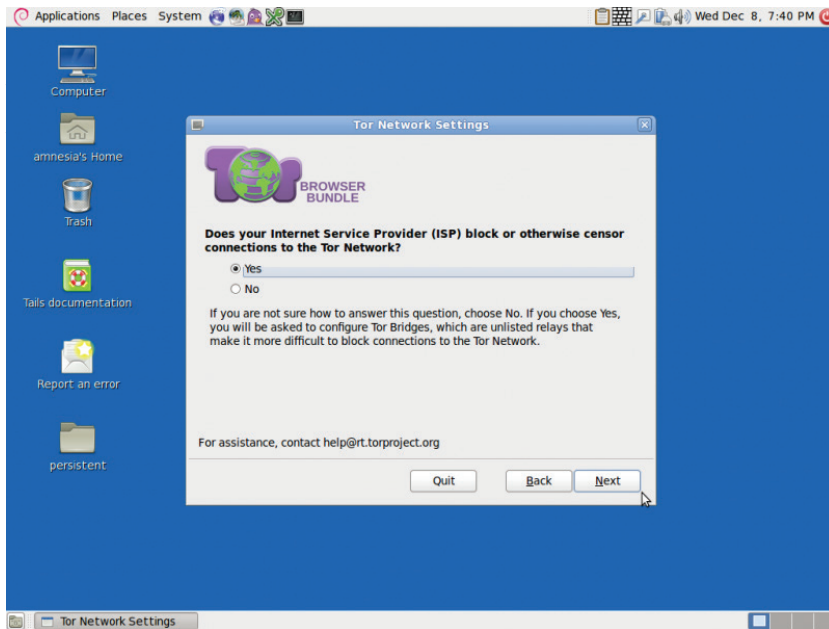 Applications Places System Wed Dec 8, 7:40 PM
Computer
amnesia's Home
Trash
Tails documentation
Report an error
persistent
Tor Network Settings
Tor BROWSER
BUNDLE
Does your Internet Service Provider (ISP) block or otherwise censor
connections to the Tor Network?
Yes
No
If you are not sure how to answer this question, choose No. If you choose Yes,
you will be asked to configure Tor Bridges, which are unlisted relays that
make it more difficult to block connections to the Tor Network.
For assistance, contact help@rt.torproject.org
Quit Back Next
Tor Network Settings